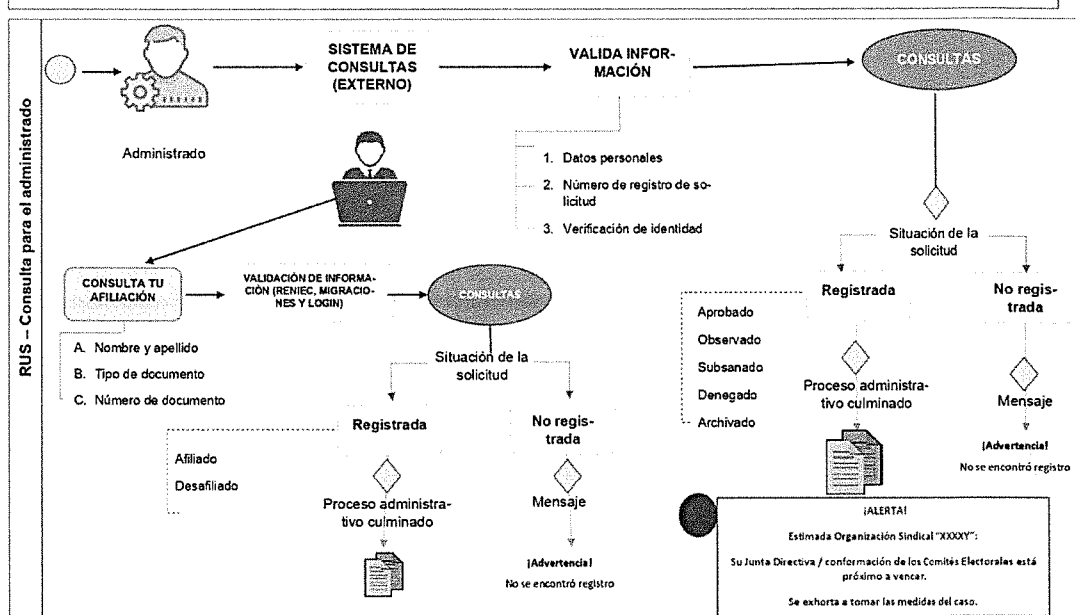 RUS – Consulta para el administrado
Administrado
SISTEMA DE
CONSULTAS
(EXTERNO)
VALIDA INFOR-
MACIÓN
CONSULTAS
1. Datos personales
2. Número de registro de so-
licitud
3. Verificación de identidad
Situación de la
solicitud
Registrada
No regis-
trada
Aprobado
Observado
Subsanado
Denegado
Archivado
Proceso administra-
tivo culminado
Mensaje
¡Advertencia!
No se encontró registro
CONSULTA TU
AFILIACIÓN
VALIDACIÓN DE INFORMA-
CIÓN (RENIEC, MIGRACIO-
NES Y LOGIN)
CONSULTAS
A. Nombre y apellido
B. Tipo de documento
C. Número de documento
Situación de la
solicitud
Registrada
No regis-
trada
Afiliado
Desafiliado
Proceso administra-
tivo culminado
Mensaje
¡Advertencia!
No se encontró registro
¡ALERTA!
Estimada Organización Sindical "XXXXY":
Su Junta Directiva / conformación de los Comités Electorales está
próximo a vencer.
Se exhorta a tomar las medidas del caso.